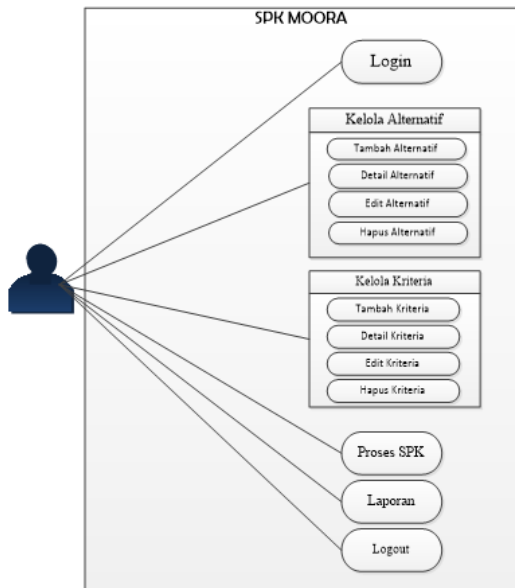 SPK MOORA
Login
Kelola Alternatif
Tambah Alternatif
Detail Alternatif
Edit Alternatif
Hapus Alternatif
Kelola Kriteria
Tambah Kriteria
Detail Kriteria
Edit Kriteria
Hapus Kriteria
Proses SPK
Laporan
Logout